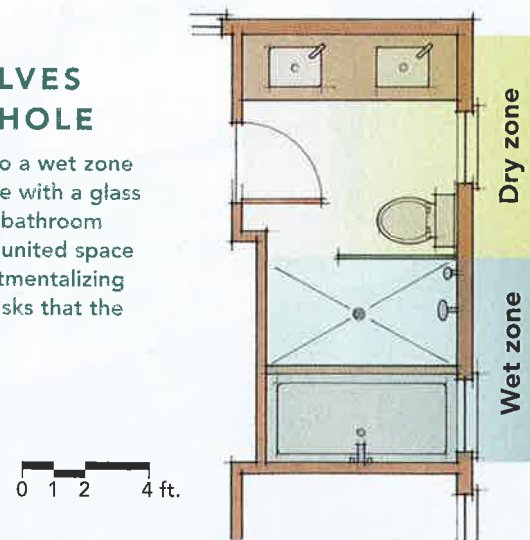 LVES
HOLE
o a wet zone
e with a glass
bathroom
united space
tmentalizing
sks that the
Dry zone
Wet zone
0 1 2 4 ft.